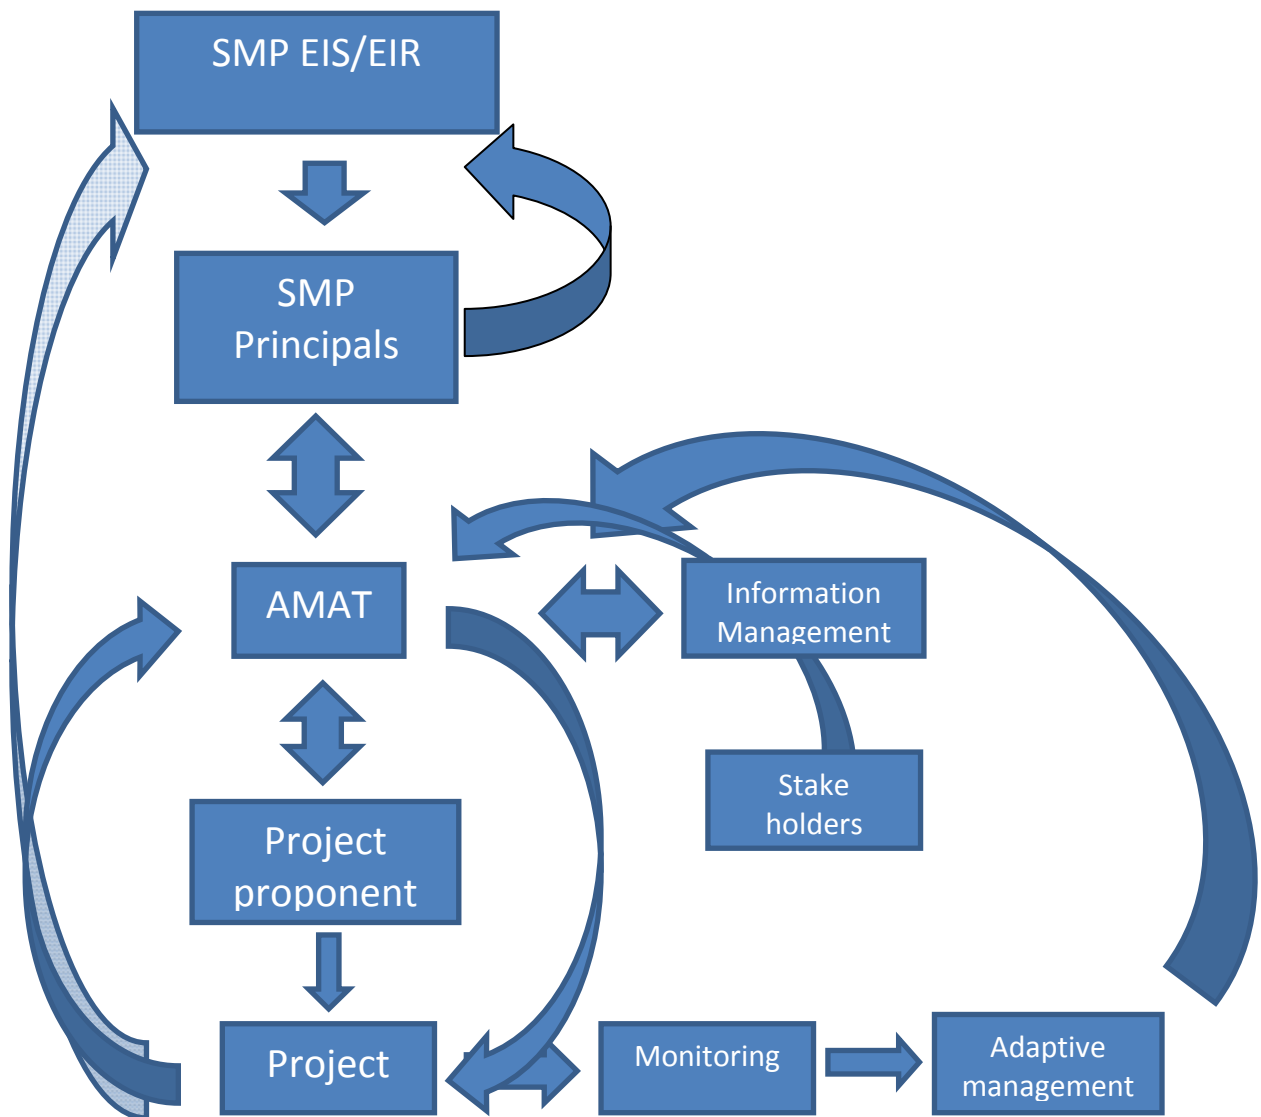 SMP EIS/EIR
SMP
Principals
AMAT
Information
Management
Stake
holders
Project
proponent
Project
Monitoring
Adaptive
management